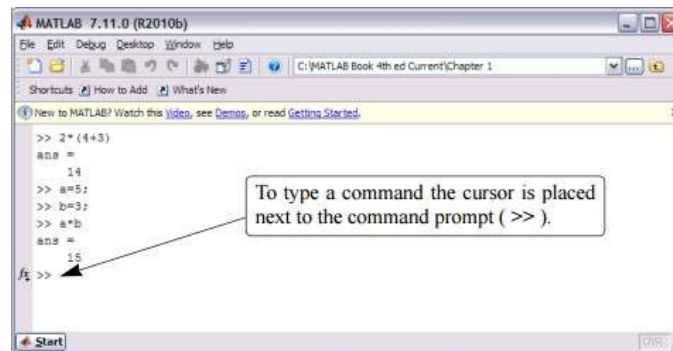 MATLAB 7.11.0 (R2010b)
File Edit Debug Desktop Window Help
C:\MATLAB Book 4th ed Current\Chapter 1
Shortcuts How to Add What's New
New to MATLAB? Watch this Video, see Demos, or read Getting Started.
>> 2*(4+3)
ans =
14
>> a=5;
>> b=3;
>> a*b
ans =
15
fx >>
To type a command the cursor is placed
next to the command prompt ( >> ).
Start
OVR